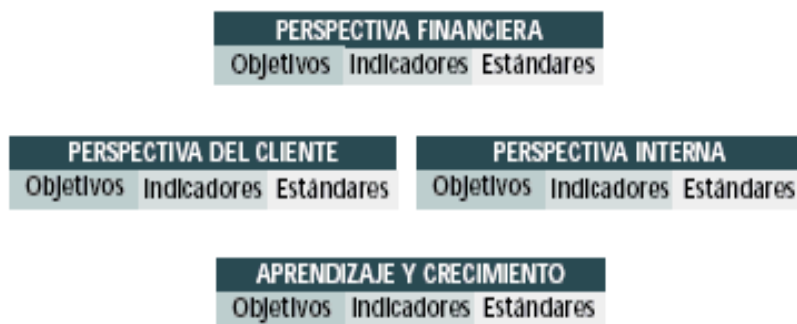 PERSPECTIVA FINANCIERA
Objetivos Indicadores Estándares
PERSPECTIVA DEL CLIENTE
Objetivos Indicadores Estándares
PERSPECTIVA INTERNA
Objetivos Indicadores Estándares
APRENDIZAJE Y CRECIMIENTO
Objetivos Indicadores Estándares